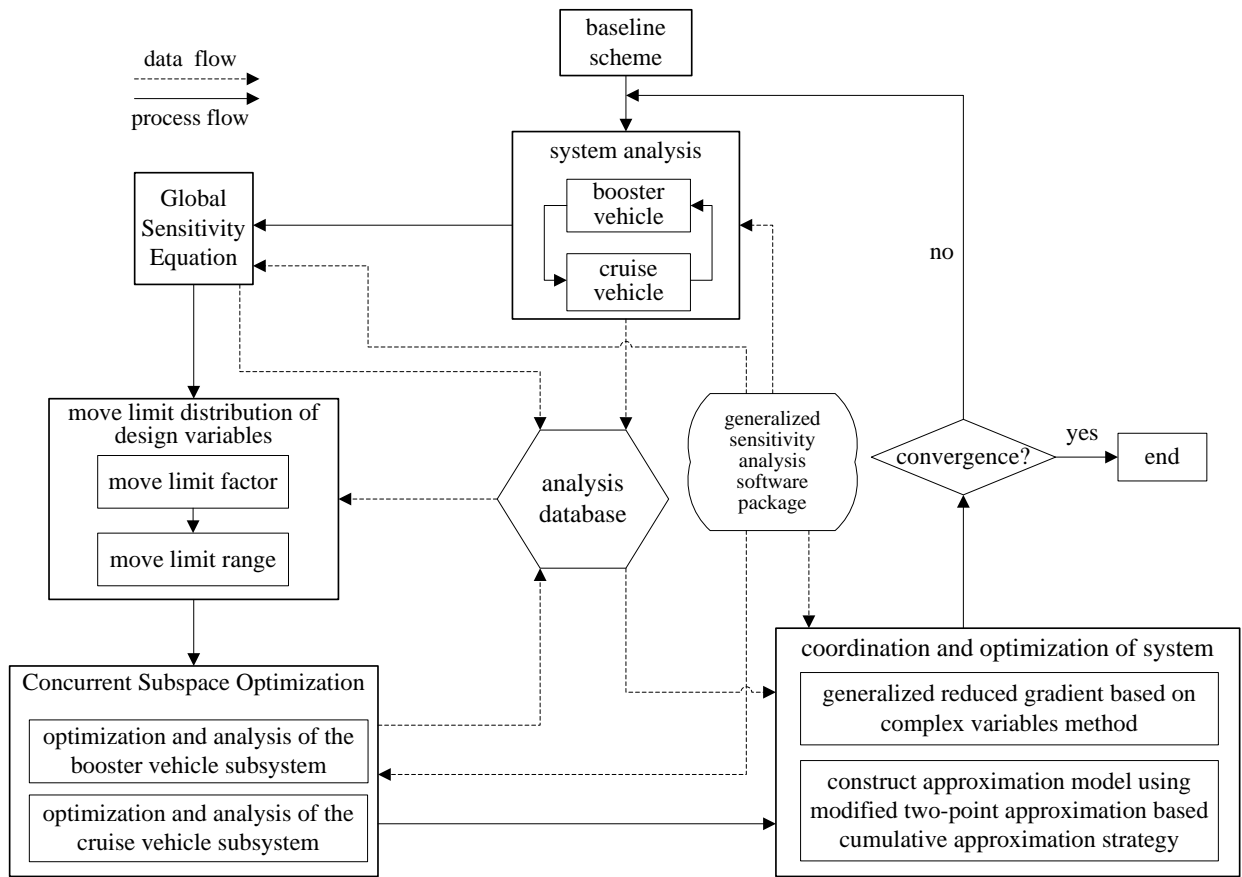 baseline
scheme
data flow
process flow
system analysis
booster
vehicle
cruise
vehicle
Global
Sensitivity
Equation
no
move limit distribution of
design variables
move limit factor
move limit range
analysis
database
generalized
sensitivity
analysis
software
package
convergence?
yes
end
Concurrent Subspace Optimization
optimization and analysis of the
booster vehicle subsystem
optimization and analysis of the
cruise vehicle subsystem
coordination and optimization of system
generalized reduced gradient based on
complex variables method
construct approximation model using
modified two-point approximation based
cumulative approximation strategy